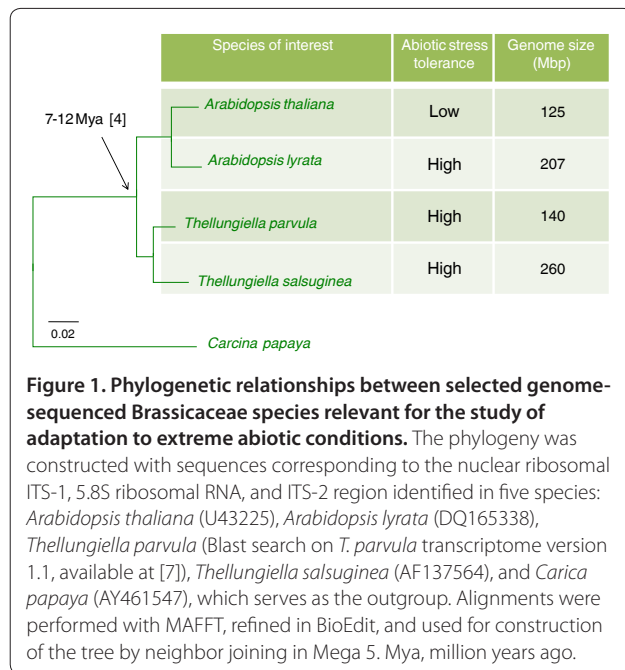 Species of interest Abiotic stress tolerance Genome size (Mbp)
7-12 Mya [4]
Arabidopsis thaliana Low 125
Arabidopsis lyrata High 207
Thellungiella parvula High 140
Thellungiella salsuginea High 260
0.02
Carcina papaya
Figure 1. Phylogenetic relationships between selected genome-
sequenced Brassicaceae species relevant for the study of
adaptation to extreme abiotic conditions. The phylogeny was
constructed with sequences corresponding to the nuclear ribosomal
ITS-1, 5.8S ribosomal RNA, and ITS-2 region identified in five species:
Arabidopsis thaliana (U43225), Arabidopsis lyrata (DQ165338),
Thellungiella parvula (Blast search on T. parvula transcriptome version
1.1, available at [7]), Thellungiella salsuginea (AF137564), and Carica
papaya (AY461547), which serves as the outgroup. Alignments were
performed with MAFFT, refined in BioEdit, and used for construction
of the tree by neighbor joining in Mega 5. Mya, million years ago.